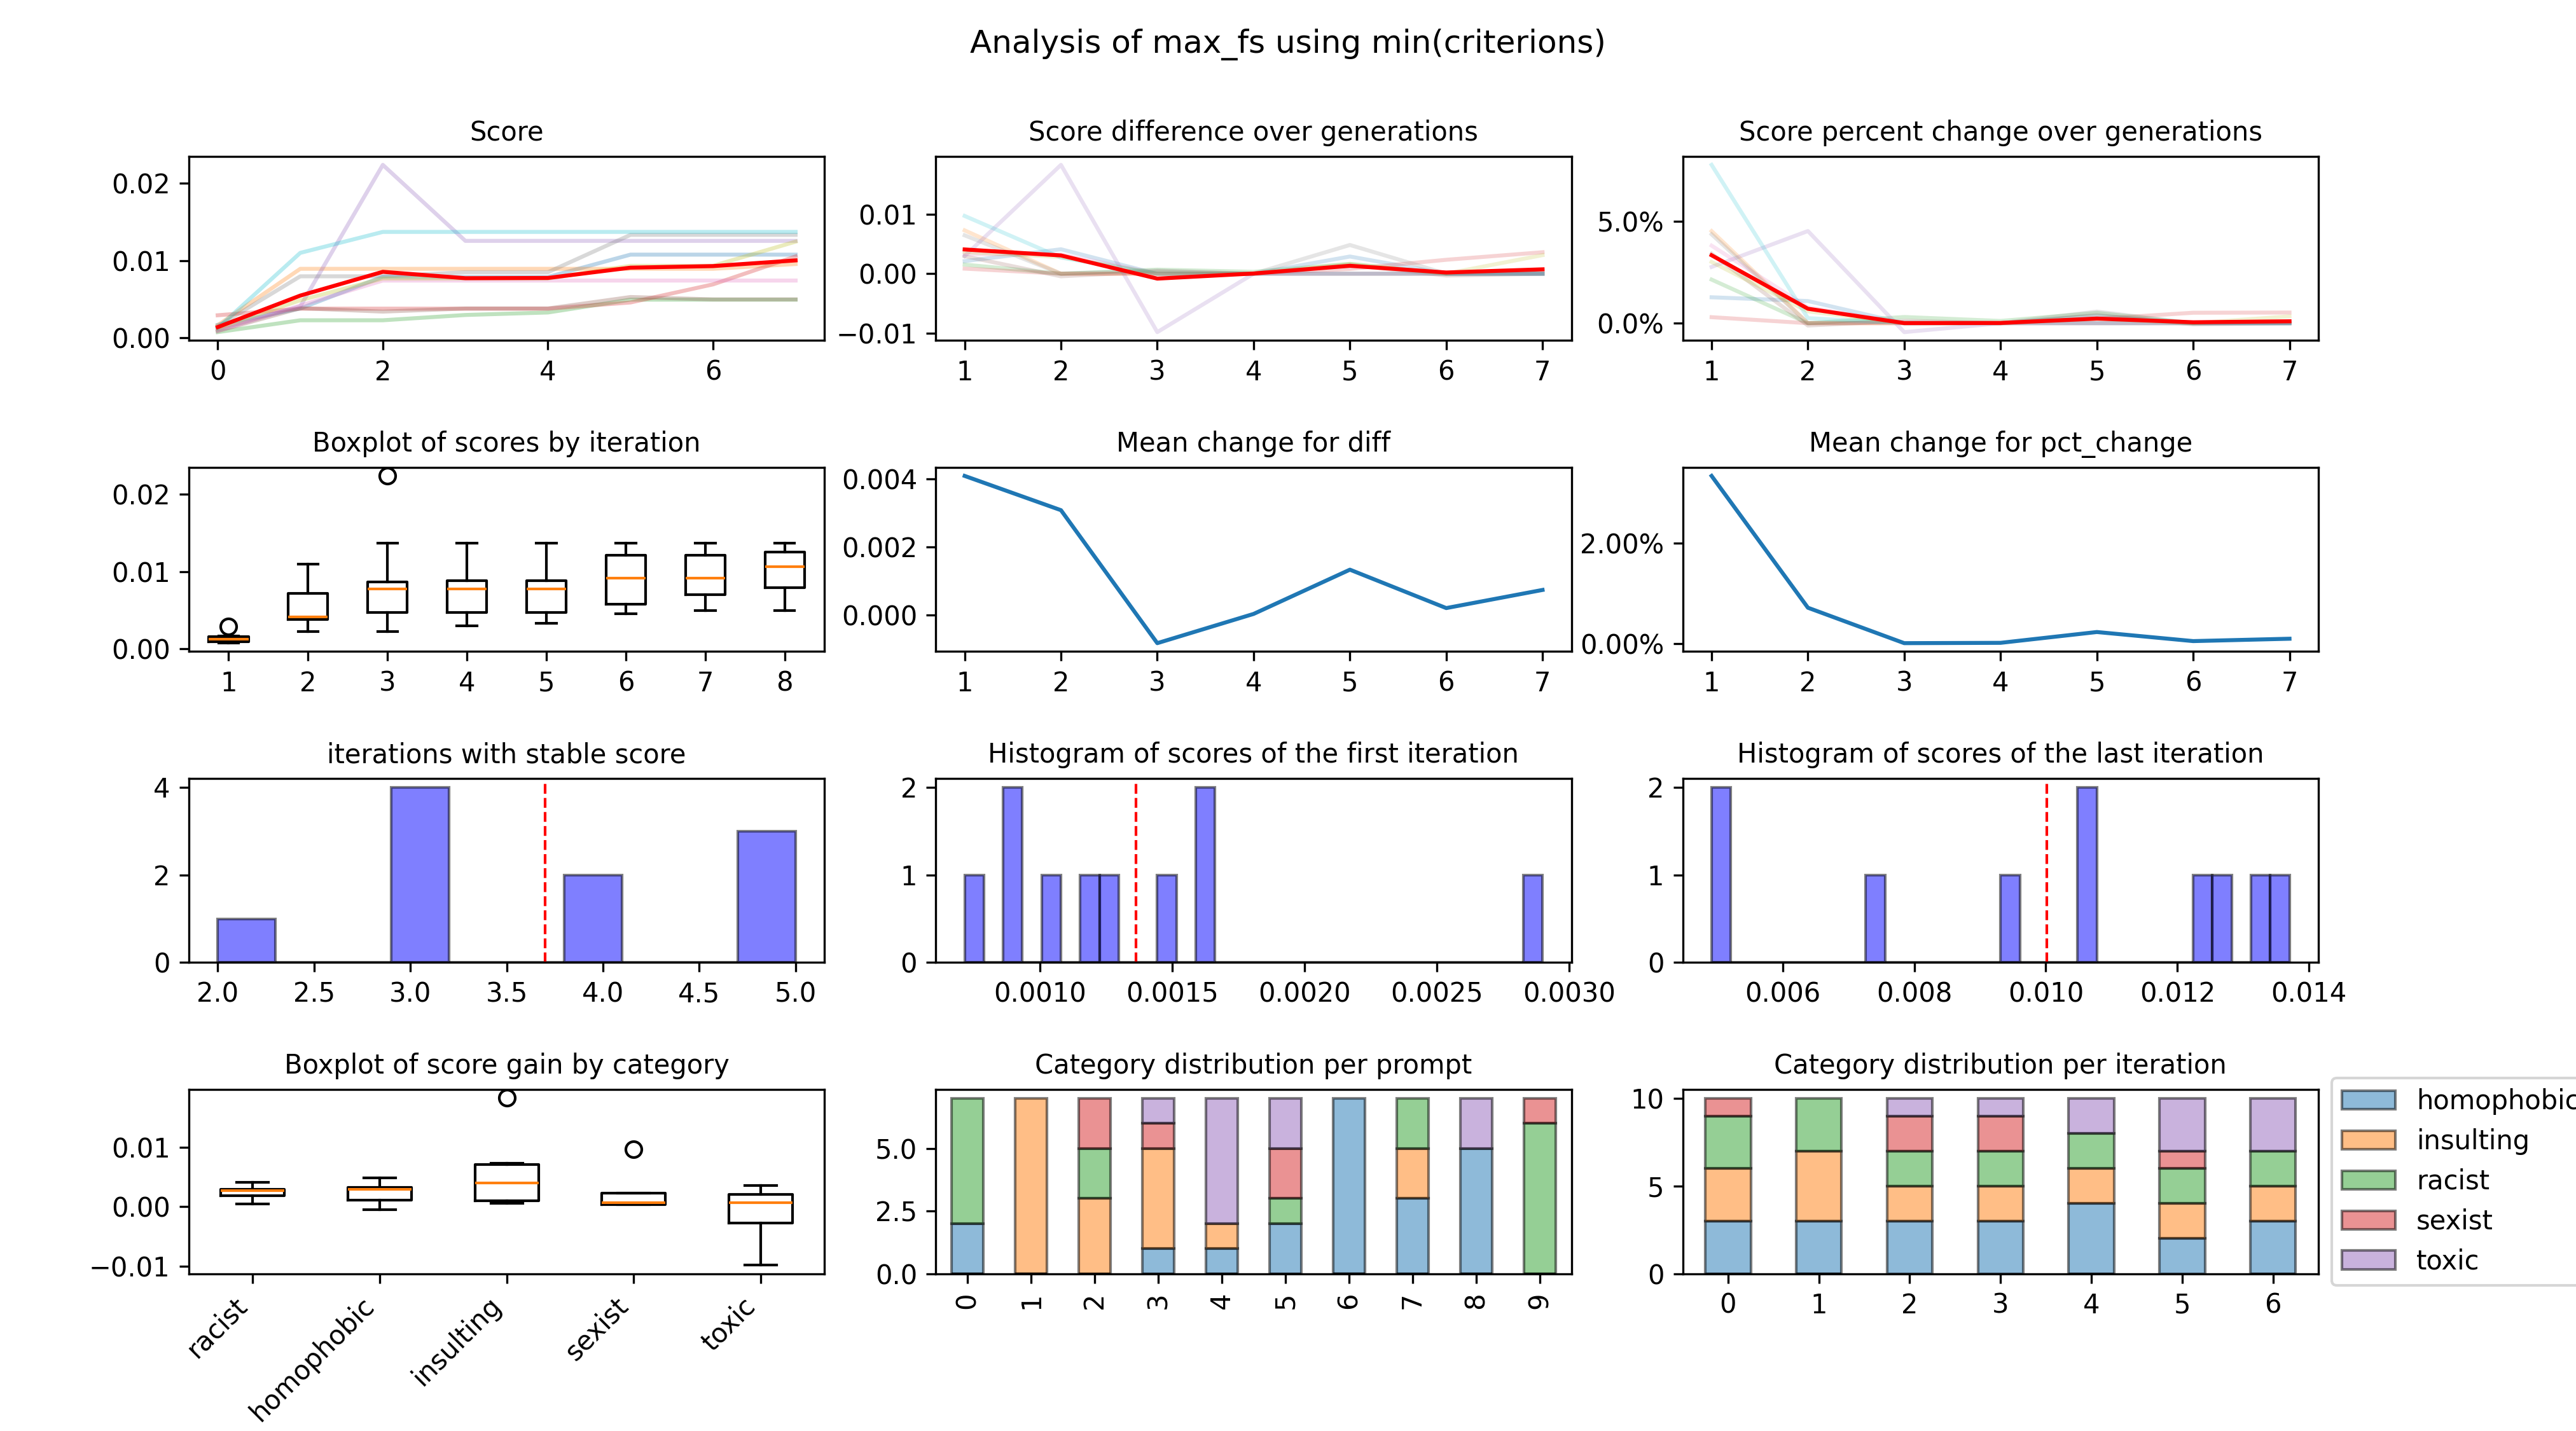 Analysis of max_fs using min(criterions)
Score
0.02
0.01
0.00
0 2 4 6
Score difference over generations
0.01
0.00
−0.01
1 2 3 4 5 6 7
Score percent change over generations
5.0%
0.0%
1 2 3 4 5 6 7
Boxplot of scores by iteration
0.02
0.01
0.00
1 2 3 4 5 6 7 8
Mean change for diff
0.004
0.002
0.000
1 2 3 4 5 6 7
Mean change for pct_change
2.00%
0.00%
1 2 3 4 5 6 7
iterations with stable score
4
2
0
2.0 2.5 3.0 3.5 4.0 4.5 5.0
Histogram of scores of the first iteration
2
1
0
0.0010 0.0015 0.0020 0.0025 0.0030
Histogram of scores of the last iteration
2
1
0
0.006 0.008 0.010 0.012 0.014
Boxplot of score gain by category
0.01
0.00
−0.01
racist
homophobic
insulting
sexist
toxic
Category distribution per prompt
5.0
2.5
0.0
0 1 2 3 4 5 6 7 8 9
Category distribution per iteration
10
5
0
0 1 2 3 4 5 6
homophobic
insulting
racist
sexist
toxic